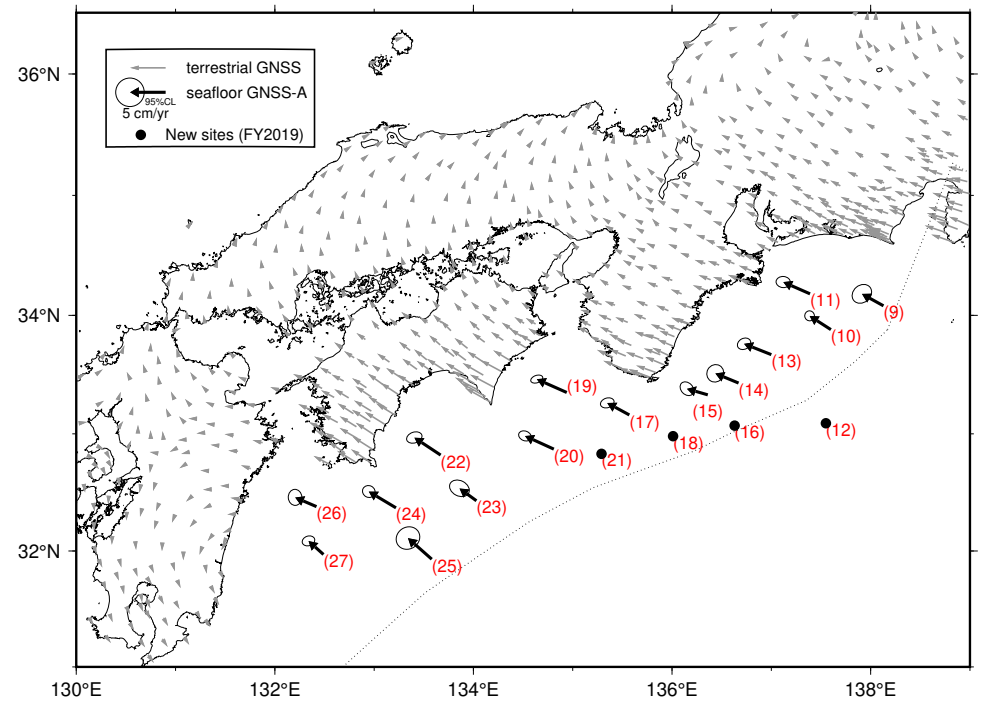 36°N
34°N
32°N
130°E
132°E
134°E
136°E
138°E
terrestrial GNSS
95%CL
seafloor GNSS-A
5 cm/yr
New sites (FY2019)
(11)
(9)
(10)
(13)
(14)
(19)
(15)
(17)
(16)
(12)
(18)
(20)
(21)
(22)
(23)
(26)
(24)
(27)
(25)